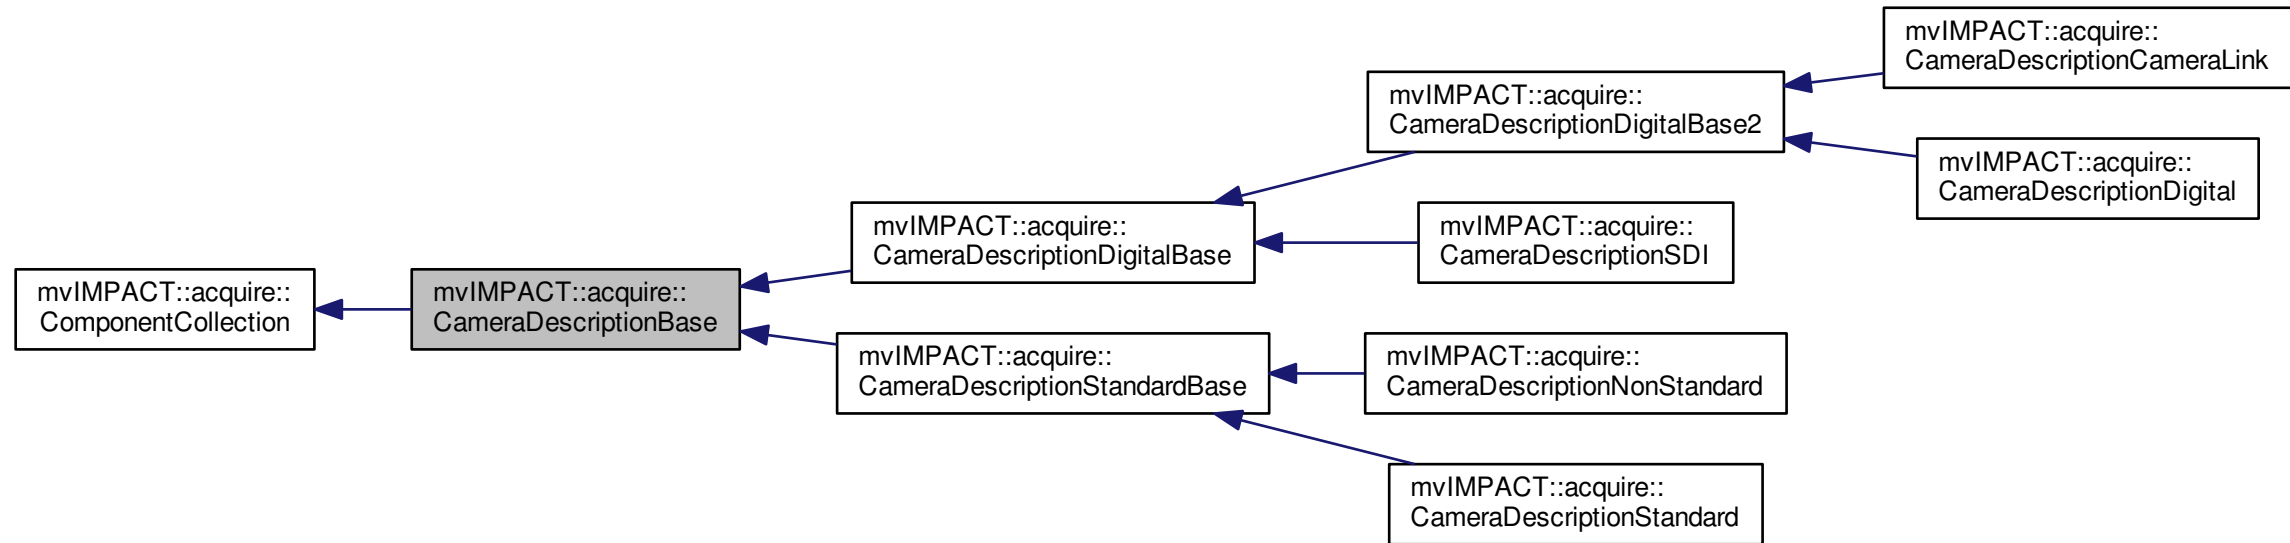 mvIMPACT::acquire::
ComponentCollection
mvIMPACT::acquire::
CameraDescriptionBase
mvIMPACT::acquire::
CameraDescriptionDigitalBase
mvIMPACT::acquire::
CameraDescriptionStandardBase
mvIMPACT::acquire::
CameraDescriptionDigitalBase2
mvIMPACT::acquire::
CameraDescriptionSDI
mvIMPACT::acquire::
CameraDescriptionNonStandard
mvIMPACT::acquire::
CameraDescriptionStandard
mvIMPACT::acquire::
CameraDescriptionCameraLink
mvIMPACT::acquire::
CameraDescriptionDigital